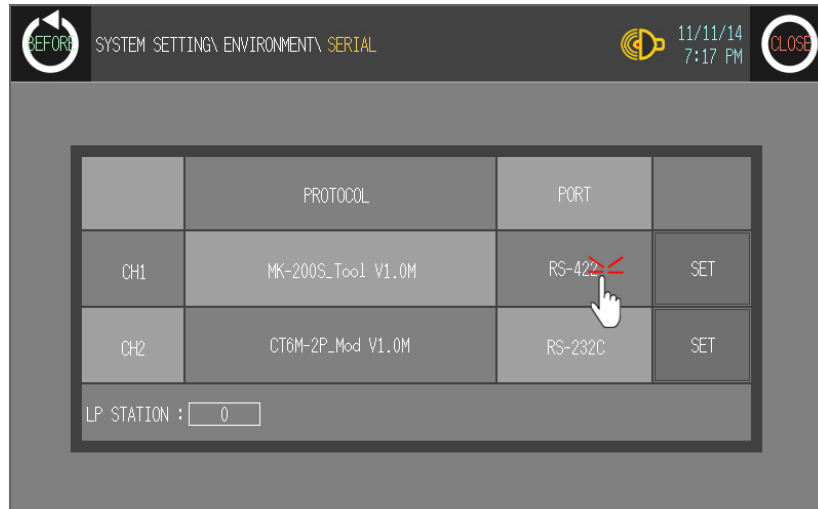 BEFORE SYSTEM SETTING\ ENVIRONMENT\ SERIAL 11/11/14 CLOSE
7:17 PM
PROTOCOL PORT
CH1 MK-200S_Tool V1.0M RS-422 SET
CH2 CT6M-2P_Mod V1.0M RS-232C SET
LP STATION : 0